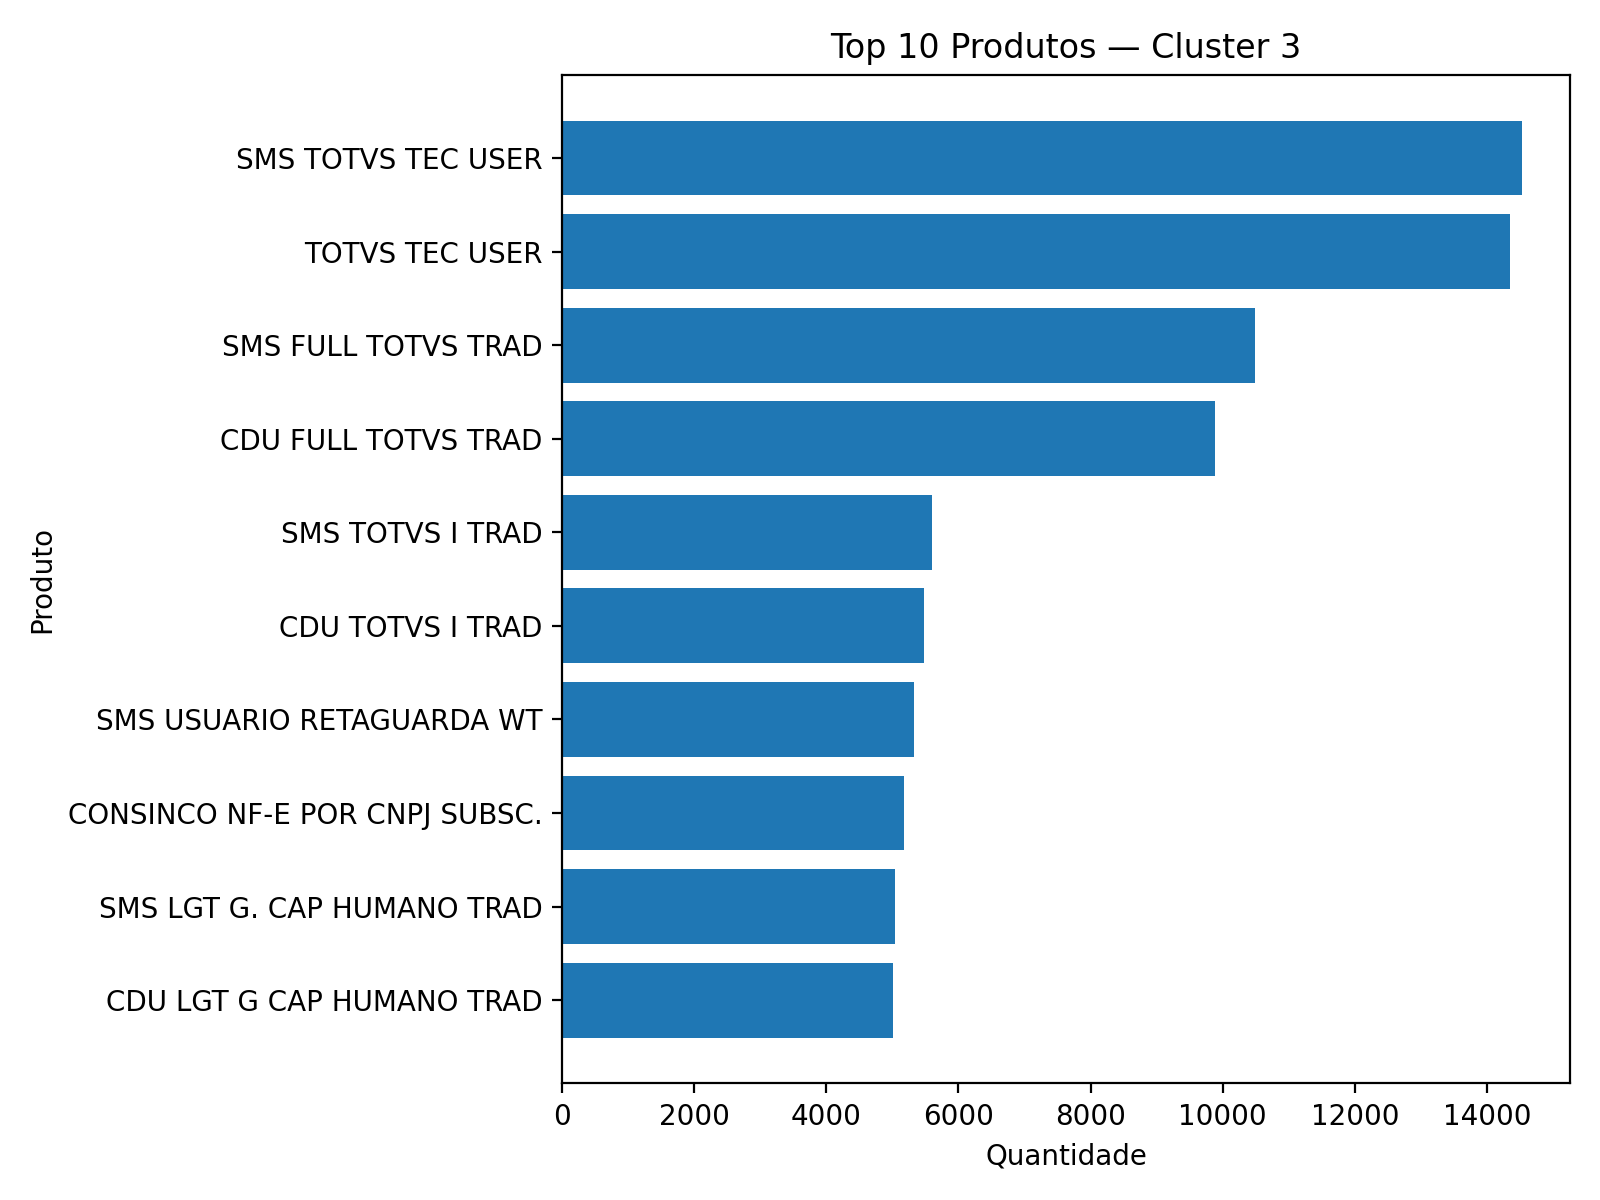 Top 10 Produtos — Cluster 3
SMS TOTVS TEC USER
TOTVS TEC USER
SMS FULL TOTVS TRAD
CDU FULL TOTVS TRAD
SMS TOTVS I TRAD
CDU TOTVS I TRAD
SMS USUARIO RETAGUARDA WT
CONSINCO NF-E POR CNPJ SUBSC.
SMS LGT G. CAP HUMANO TRAD
CDU LGT G CAP HUMANO TRAD
Produto
0 2000 4000 6000 8000 10000 12000 14000
Quantidade